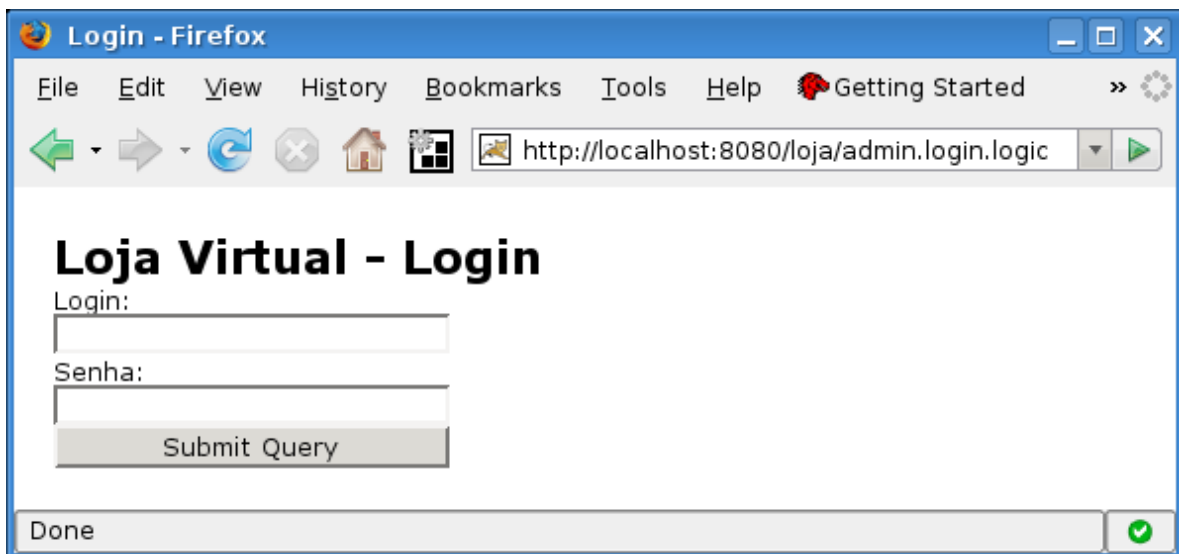 Login - Firefox
File Edit View History Bookmarks Tools Help Getting Started »
http://localhost:8080/loja/admin.login.logic
Loja Virtual - Login
Login:
Senha:
Submit Query
Done